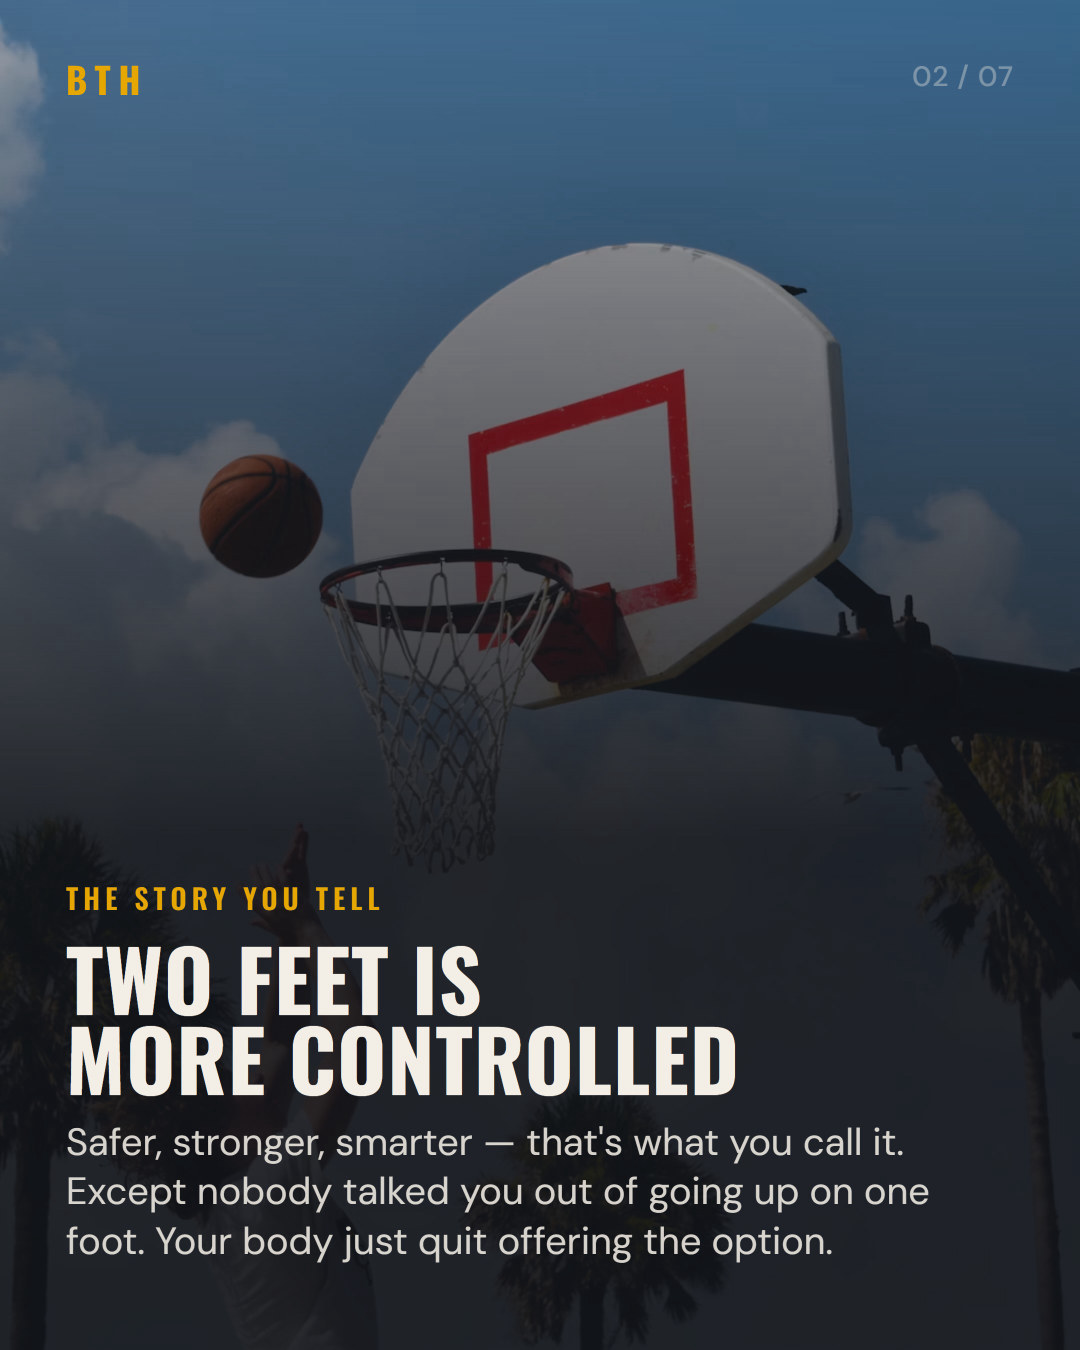 BTH
02 / 07
THE STORY YOU TELL
TWO FEET IS
MORE CONTROLLED
Safer, stronger, smarter — that's what you call it.
Except nobody talked you out of going up on one
foot. Your body just quit offering the option.